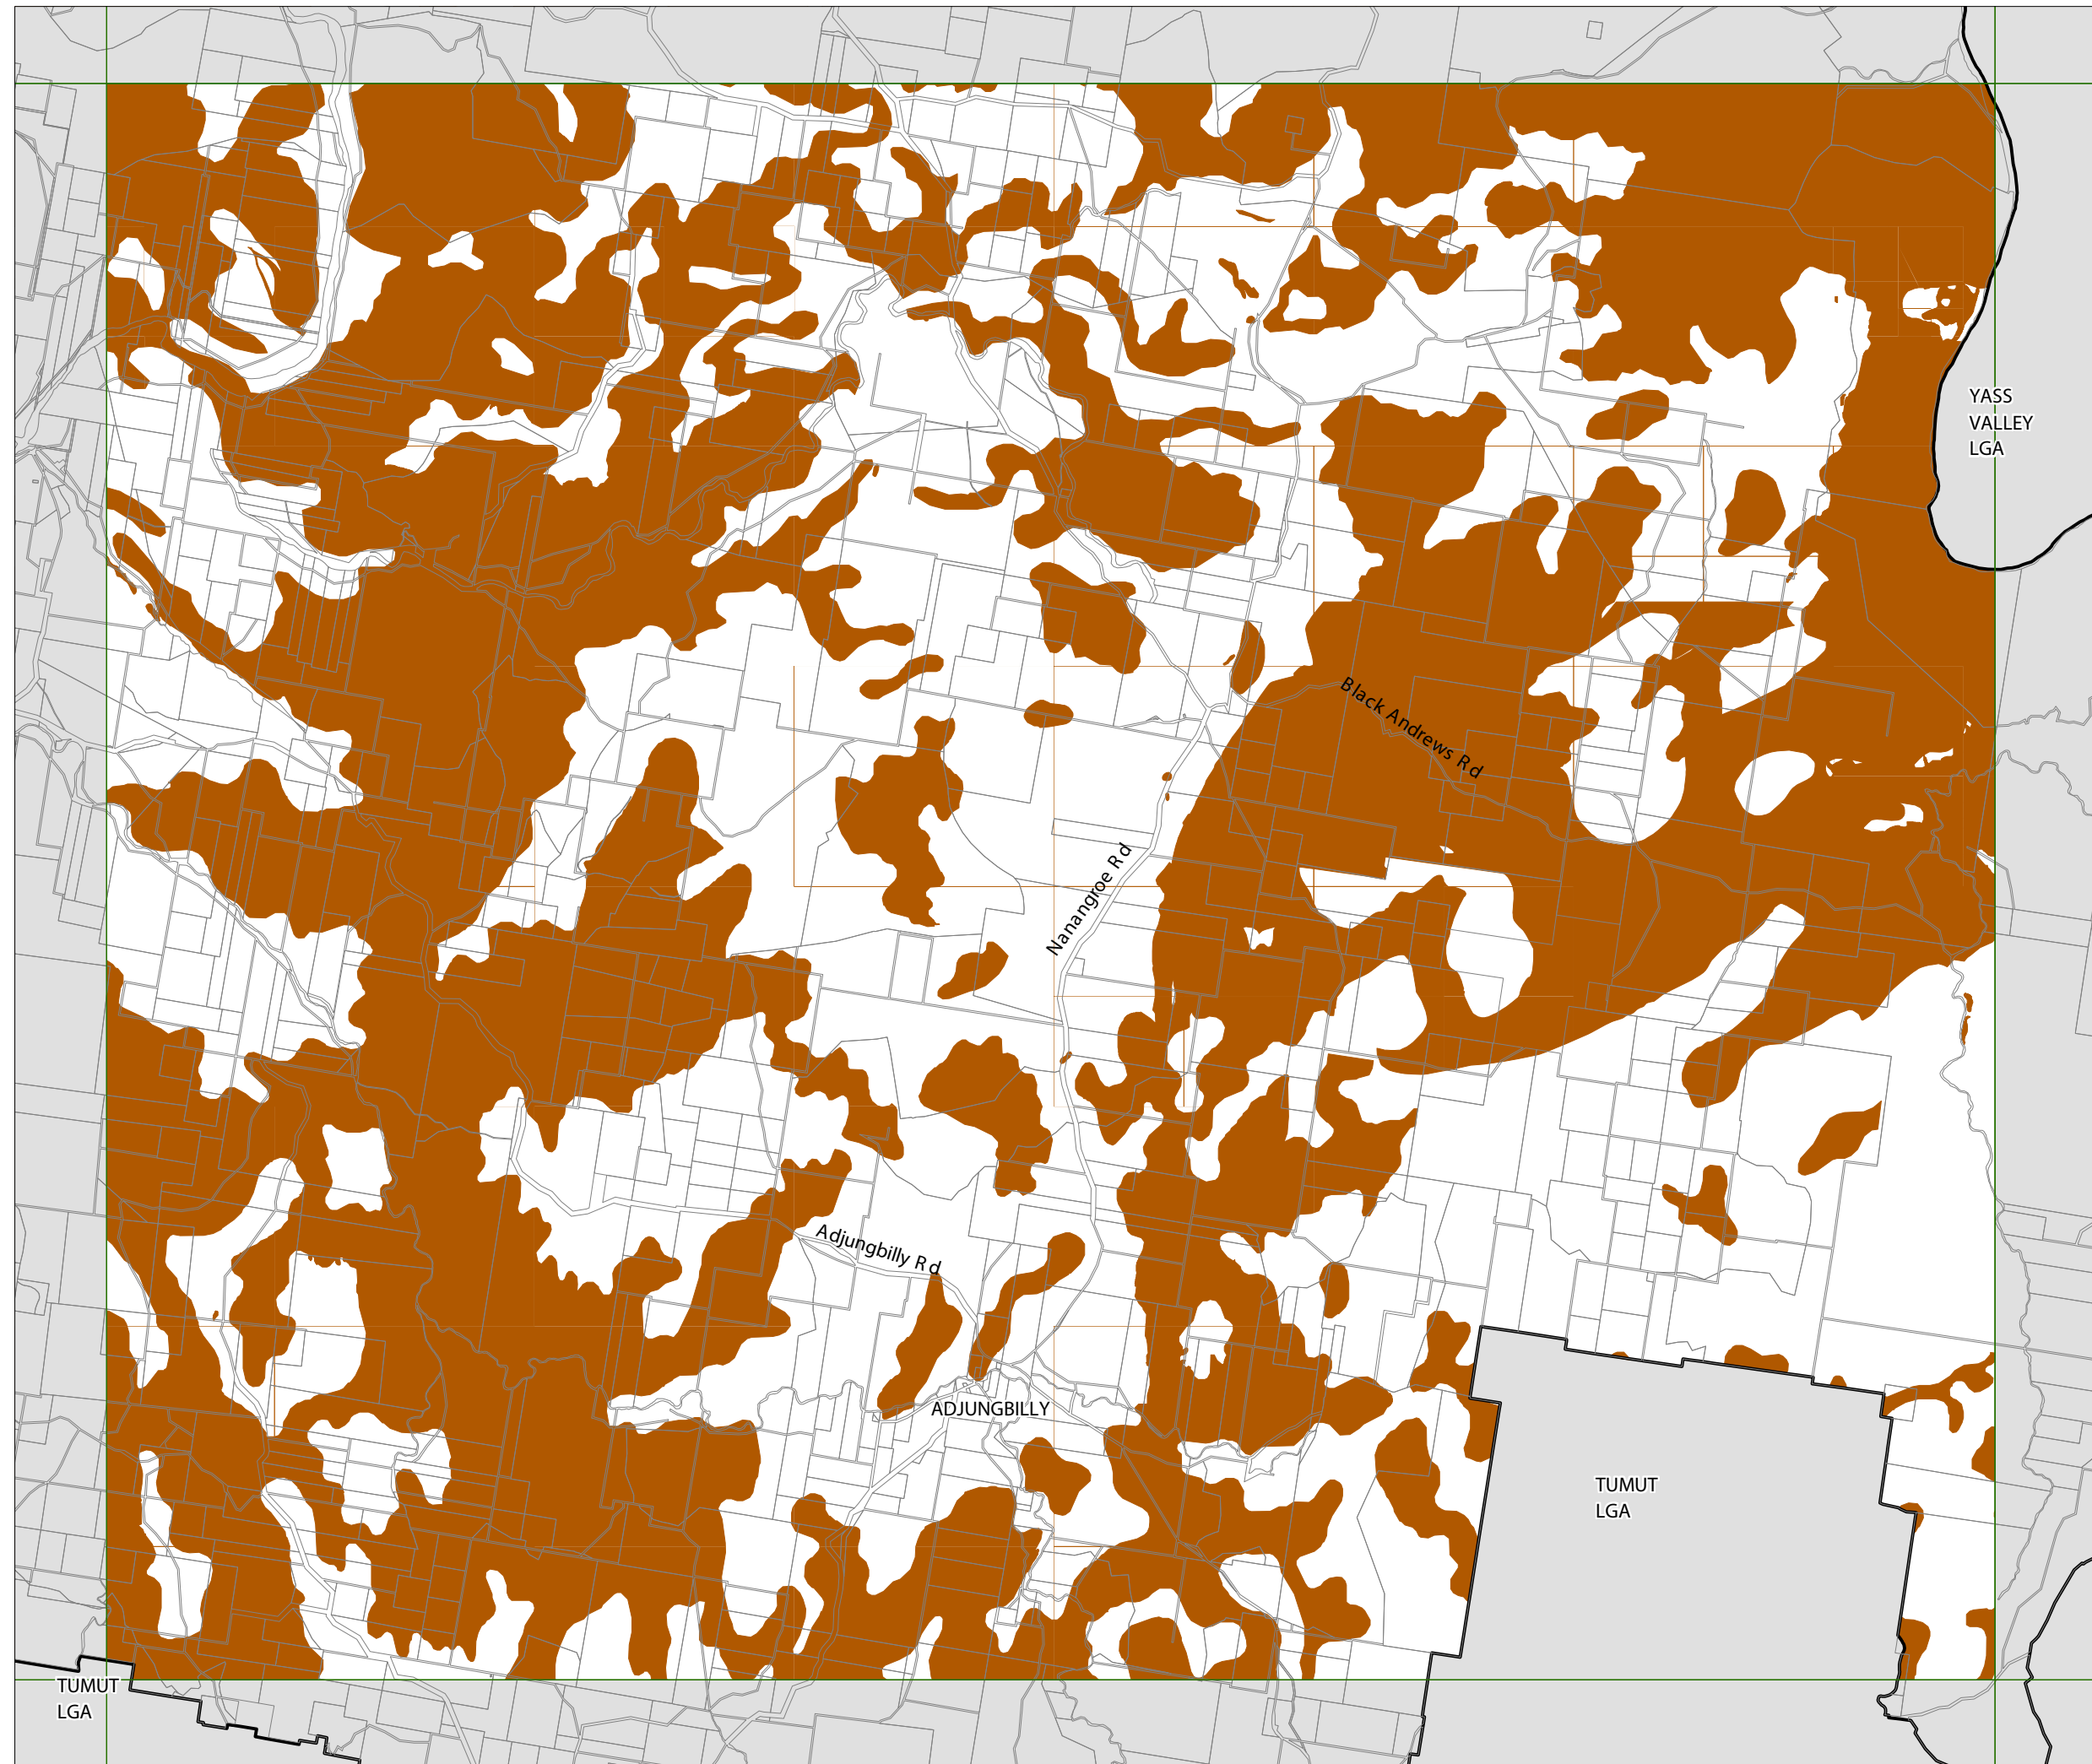 YASS
VALLEY
LGA
Black Andrews Rd
Nanangroe Rd
Adjungbilly Rd
ADJUNGBILLY
TUMUT
LGA
TUMUT
LGA